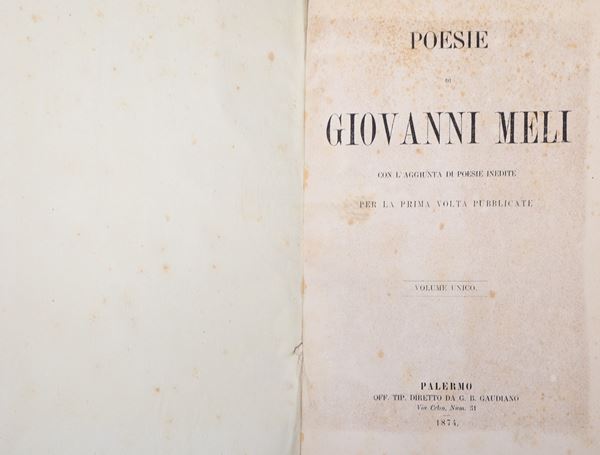 POESIE
DI
GIOVANNI MELI
CON L'AGGIUNTA DI POESIE INEDITE
PER LA PRIMA VOLTA PUBBLICATE
VOLUME UNICO.
PALERMO
OFF. TIP. DIRETTO DA G. B. GAUDIANO
Via Celso, Num. 31
1874.